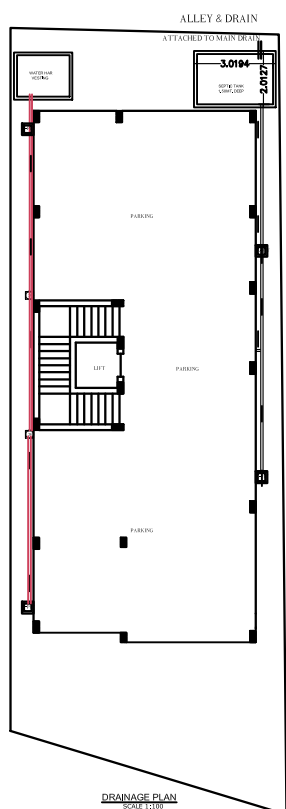 ALLEY & DRAIN
ATTACHED TO MAIN DRAIN
WATER HAR
VESTING
3.0194
2.0127
SEPTIC TANK
PARKING
LIFT
PARKING
PARKING
DRAINAGE PLAN
SCALE 1:100